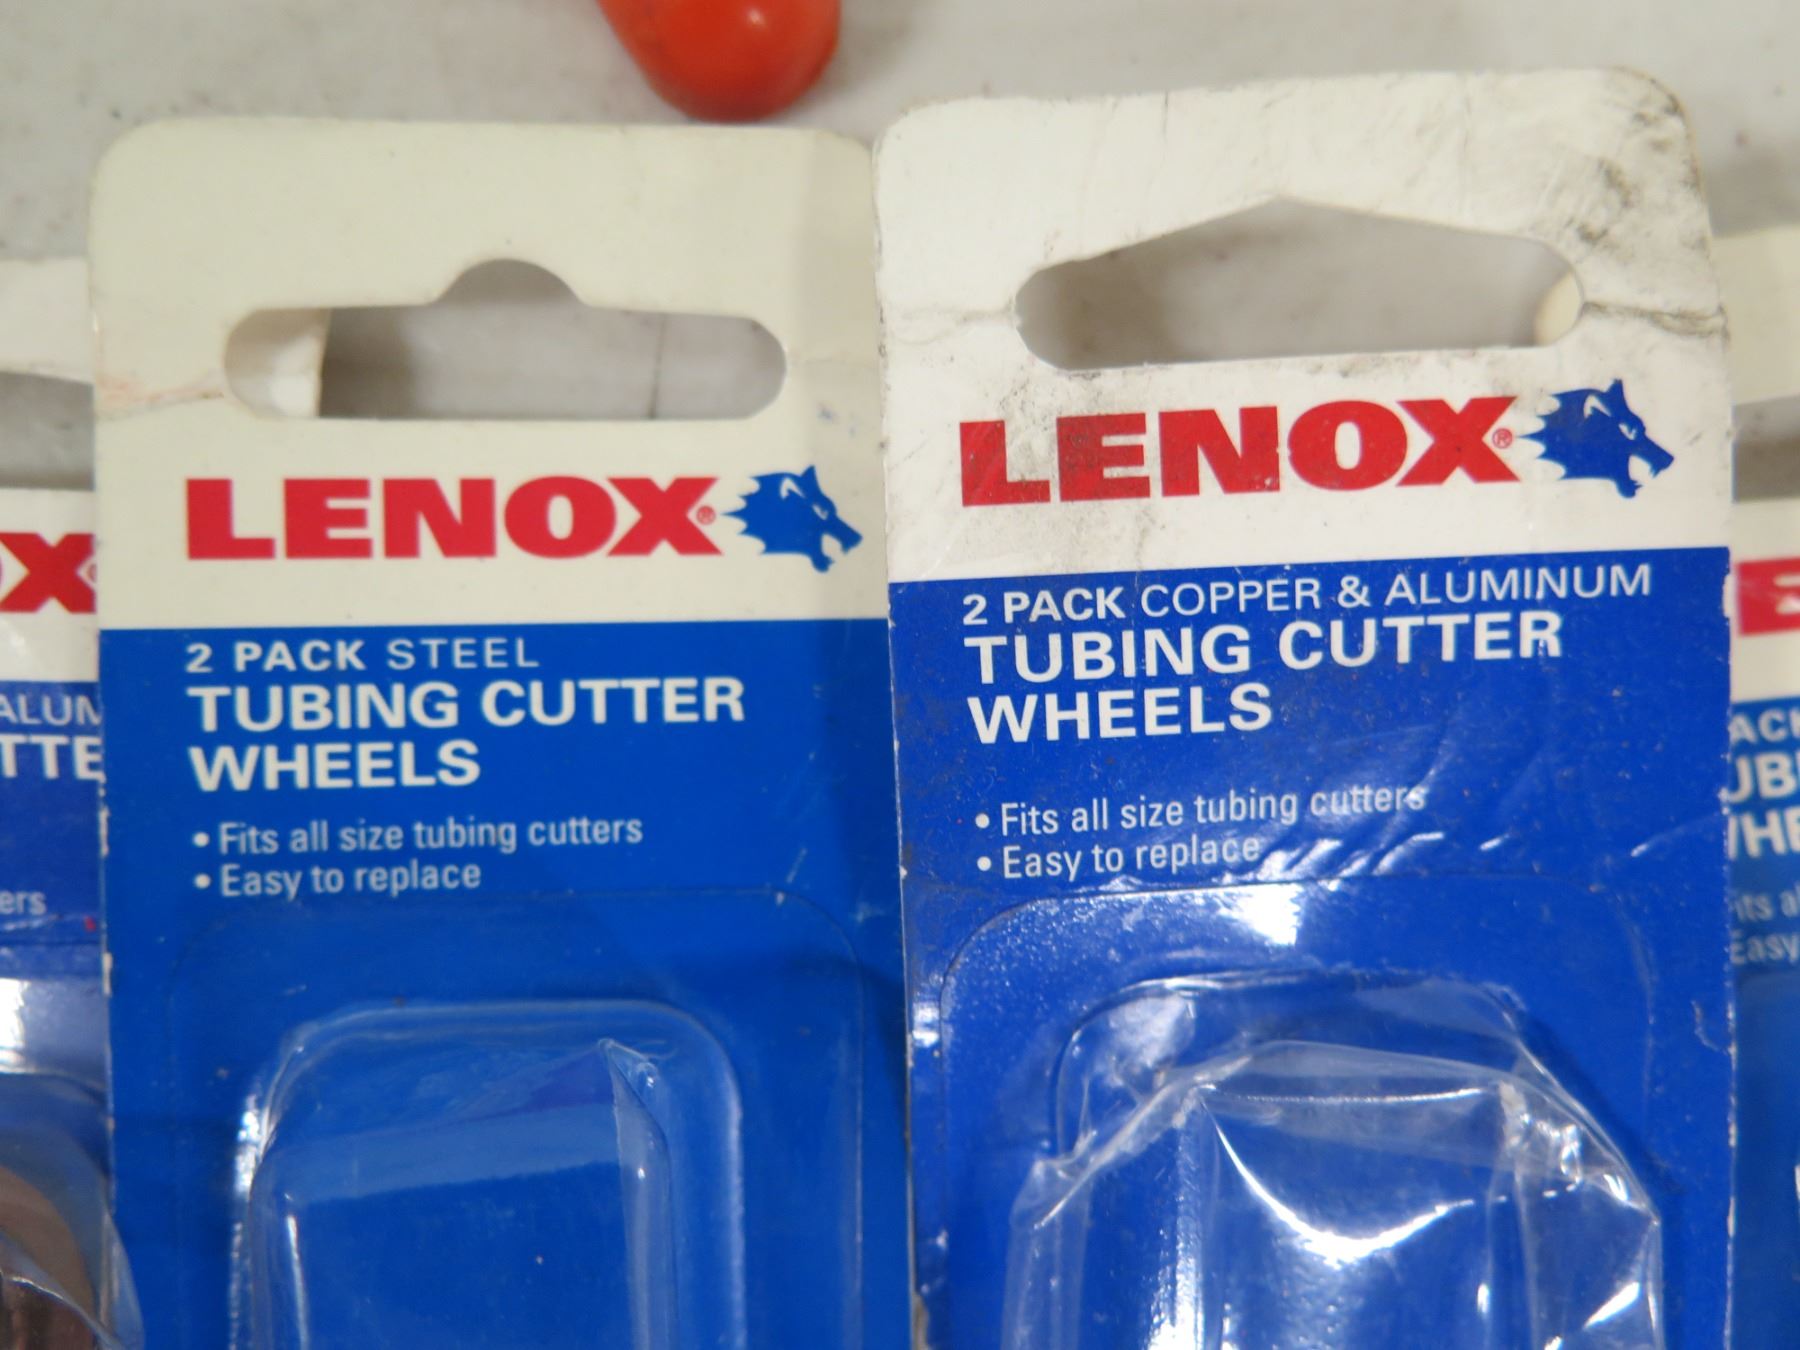 LENOX®
2 PACK STEEL
TUBING CUTTER
WHEELS
• Fits all size tubing cutters
• Easy to replace
LENOX®
2 PACK COPPER & ALUMINUM
TUBING CUTTER
WHEELS
• Fits all size tubing cutters
• Easy to replace